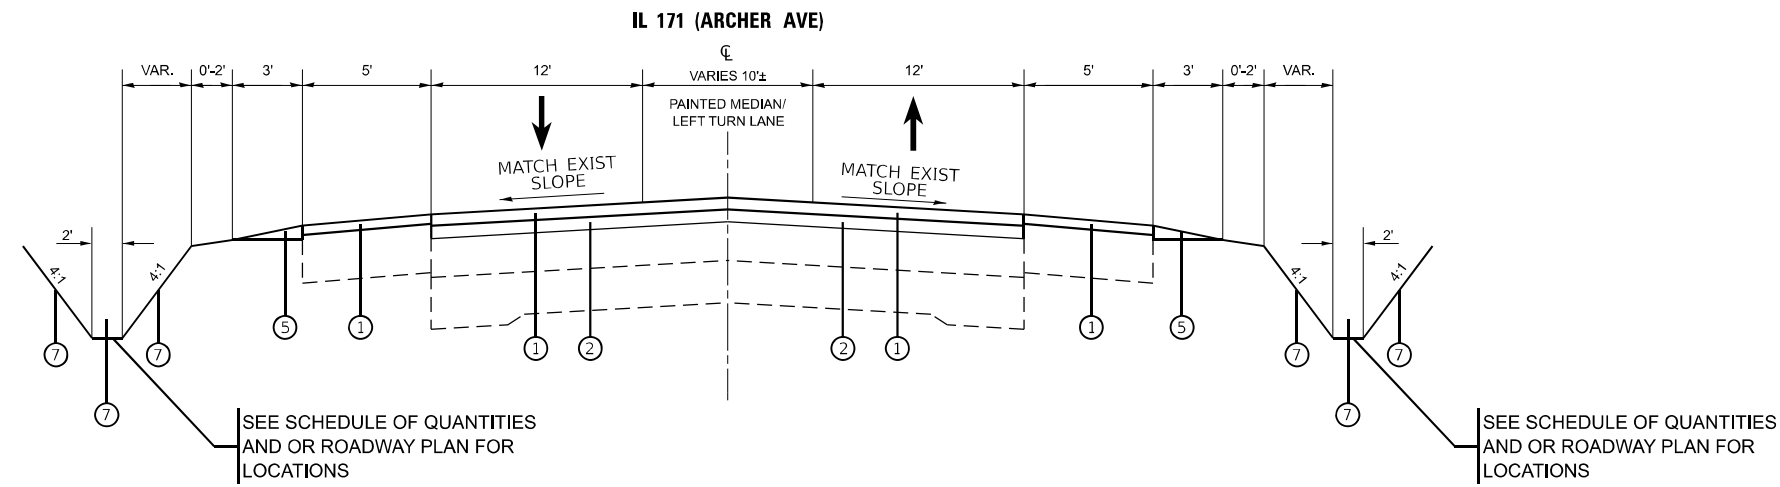 IL 171 (ARCHER AVE)
℄
VAR. 0'-2' 3' 5' 12' VARIES 10'± 12' 5' 3' 0'-2' VAR.
PAINTED MEDIAN/
LEFT TURN LANE
MATCH EXIST
SLOPE
MATCH EXIST
SLOPE
2' 2'
4:1 4:1 4:1 4:1
5 1 1 2 2 1 1 5
7 7 7 7
7 7
SEE SCHEDULE OF QUANTITIES
AND OR ROADWAY PLAN FOR
LOCATIONS
SEE SCHEDULE OF QUANTITIES
AND OR ROADWAY PLAN FOR
LOCATIONS